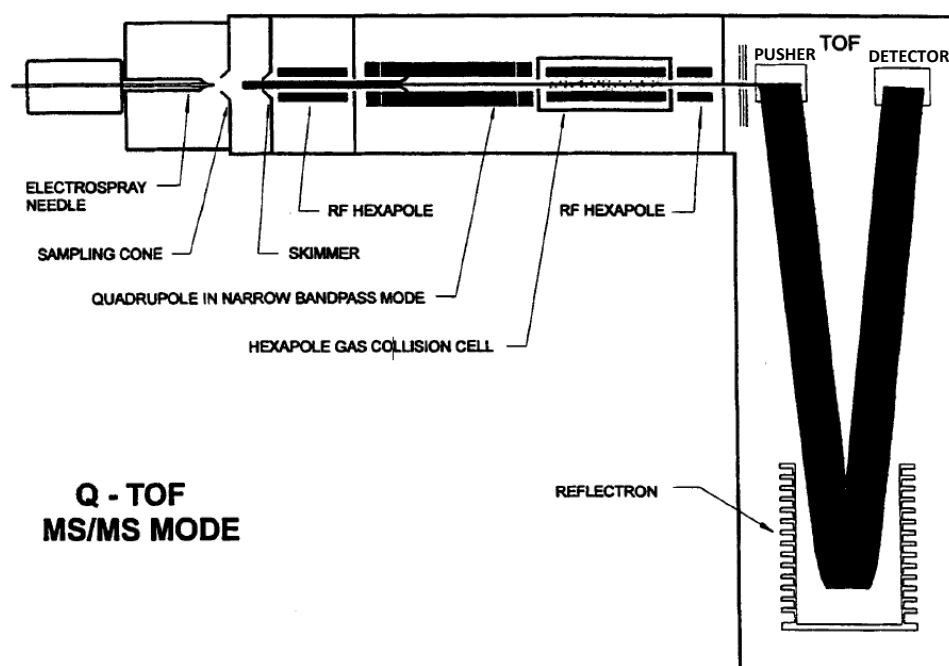 TOF
PUSHER
DETECTOR
ELECTROSPRAY
NEEDLE
RF HEXAPOLE
RF HEXAPOLE
SAMPLING CONE
SKIMMER
QUADRUPOLE IN NARROW BANDPASS MODE
HEXAPOLE GAS COLLISION CELL
REFLECTRON
Q - TOF
MS/MS MODE